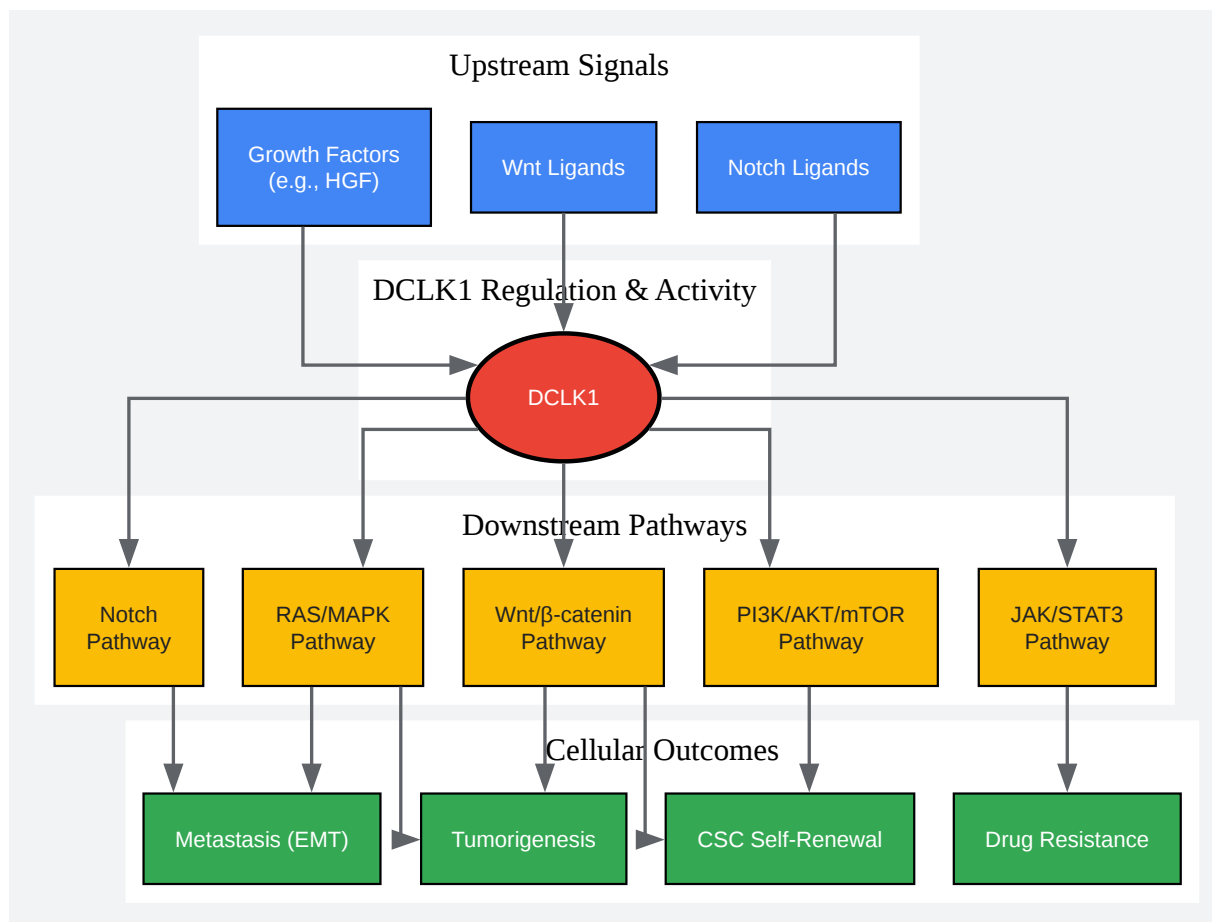 Upstream Signals
Growth Factors
(e.g., HGF)
Wnt Ligands
Notch Ligands
DCLK1 Regulation & Activity
DCLK1
Downstream Pathways
Notch
Pathway
RAS/MAPK
Pathway
Wnt/β-catenin
Pathway
PI3K/AKT/mTOR
Pathway
JAK/STAT3
Pathway
Cellular Outcomes
Metastasis (EMT)
Tumorigenesis
CSC Self-Renewal
Drug Resistance